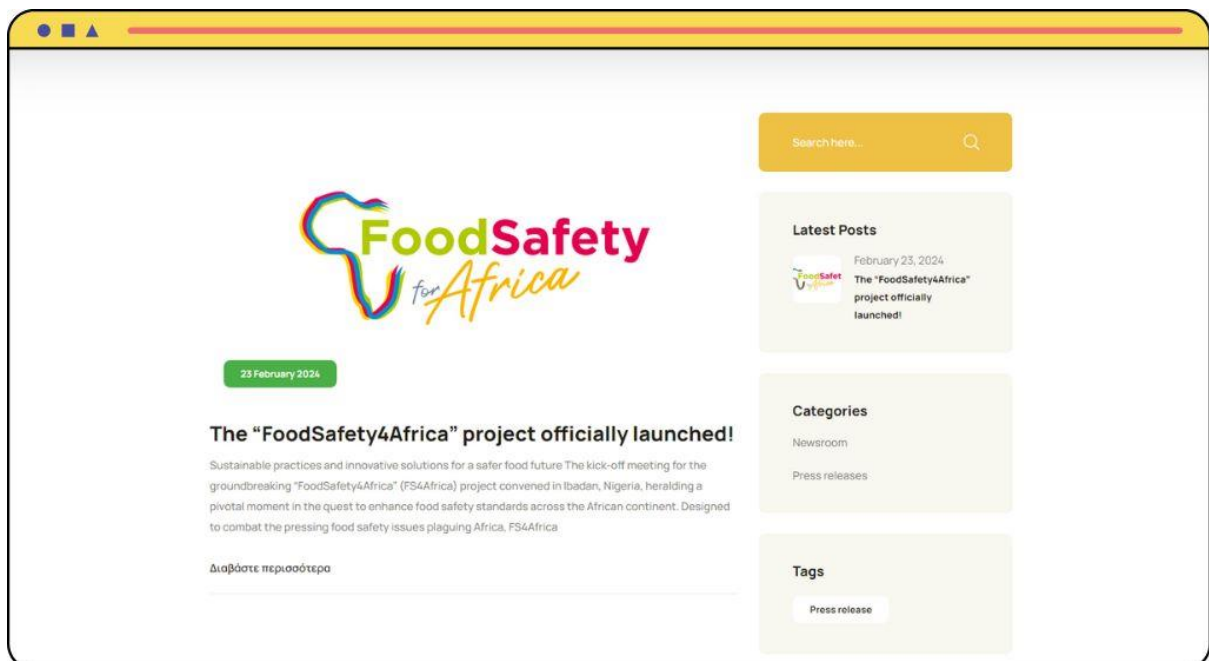 FoodSafety
for Africa
23 February 2024
The “FoodSafety4Africa” project officially launched!
Sustainable practices and innovative solutions for a safer food future The kick-off meeting for the
groundbreaking “FoodSafety4Africa” (FS4Africa) project convened in Ibadan, Nigeria, heralding a
pivotal moment in the quest to enhance food safety standards across the African continent. Designed
to combat the pressing food safety issues plaguing Africa, FS4Africa
Διαβάστε περισσότερα
Search here...
Latest Posts
FoodSafet
February 23, 2024
The “FoodSafety4Africa”
project officially
launched!
Categories
Newsroom
Press releases
Tags
Press release